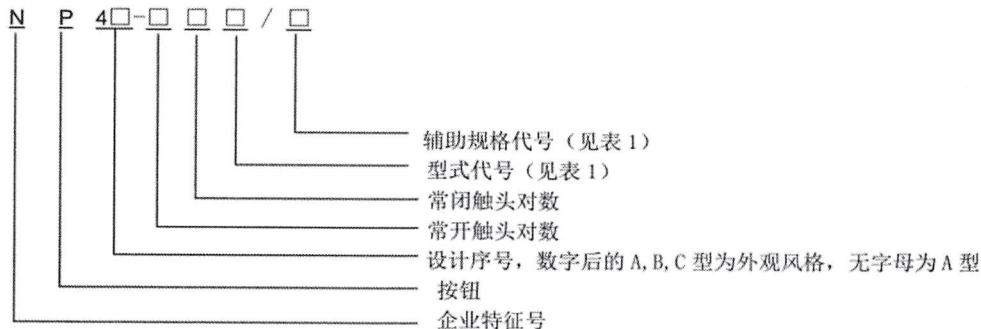 N P 4□-□ □ □ / □
辅助规格代号（见表 1）
型式代号（见表 1）
常闭触头对数
常开触头对数
设计序号，数字后的 A,B,C 型为外观风格，无字母为 A 型
按钮
企业特征号